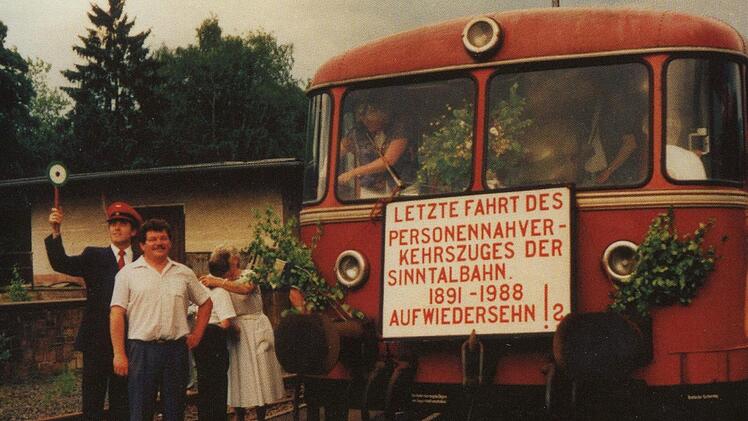 LETZTE FAHRT DES
PERSONENNAHVER-
KEHRSZUGES DER
SINNTALBAHN.
1891-1988
AUFWIEDERSEHN!?